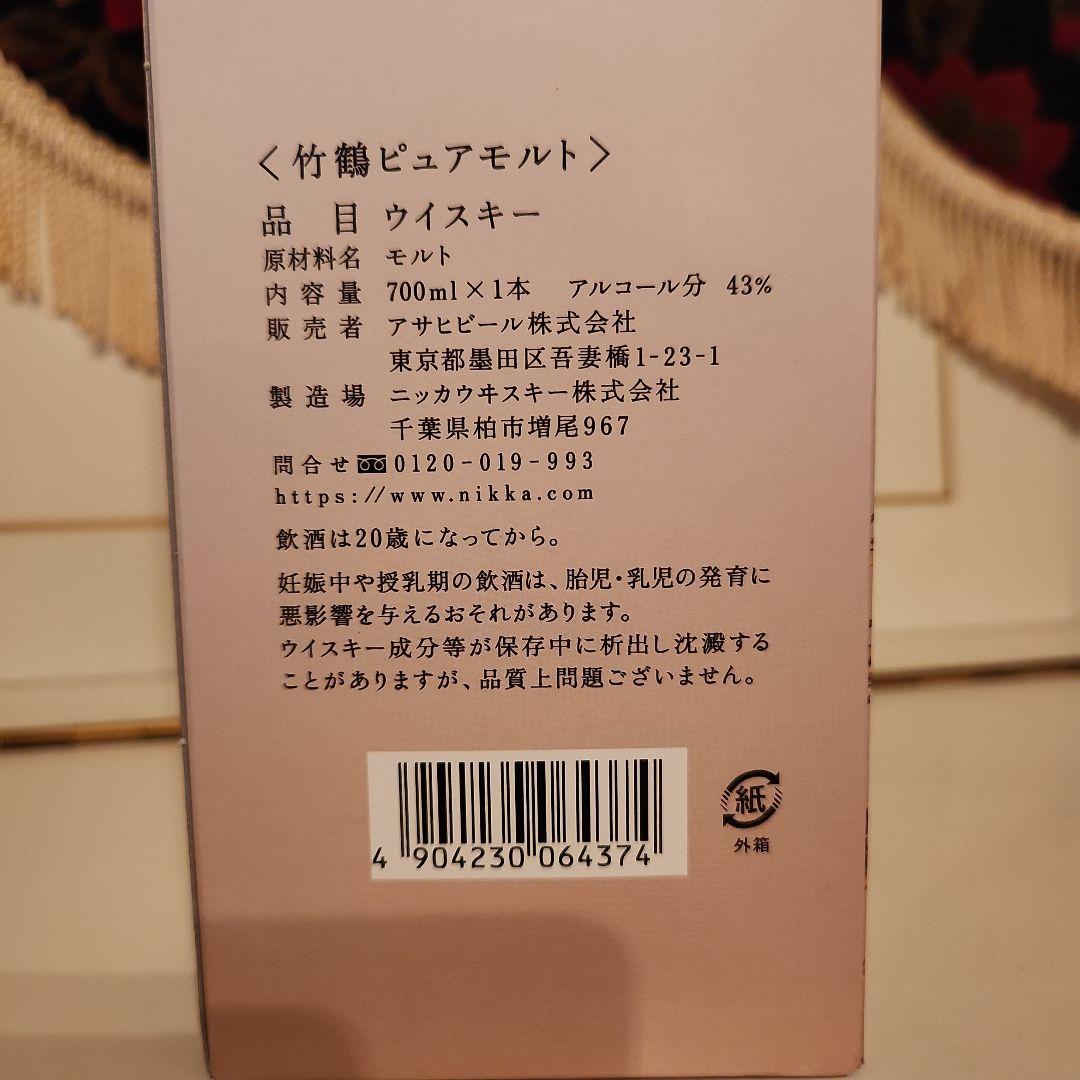 〈竹鶴ピュアモルト〉
品 目 ウイスキー
原材料名 モルト
内容量 700ml×1本 アルコール分 43%
販売者 アサヒビール株式会社
東京都墨田区吾妻橋1-23-1
製造場 ニッカウヰスキー株式会社
千葉県柏市増尾967
問合せ 0120-019-993
https://www.nikka.com
飲酒は20歳になってから。
妊娠中や授乳期の飲酒は、胎児・乳児の発育に
悪影響を与えるおそれがあります。
ウイスキー成分等が保存中に析出し沈澱する
ことがありますが、品質上問題ございません。
4 904230 064374
紙
外箱